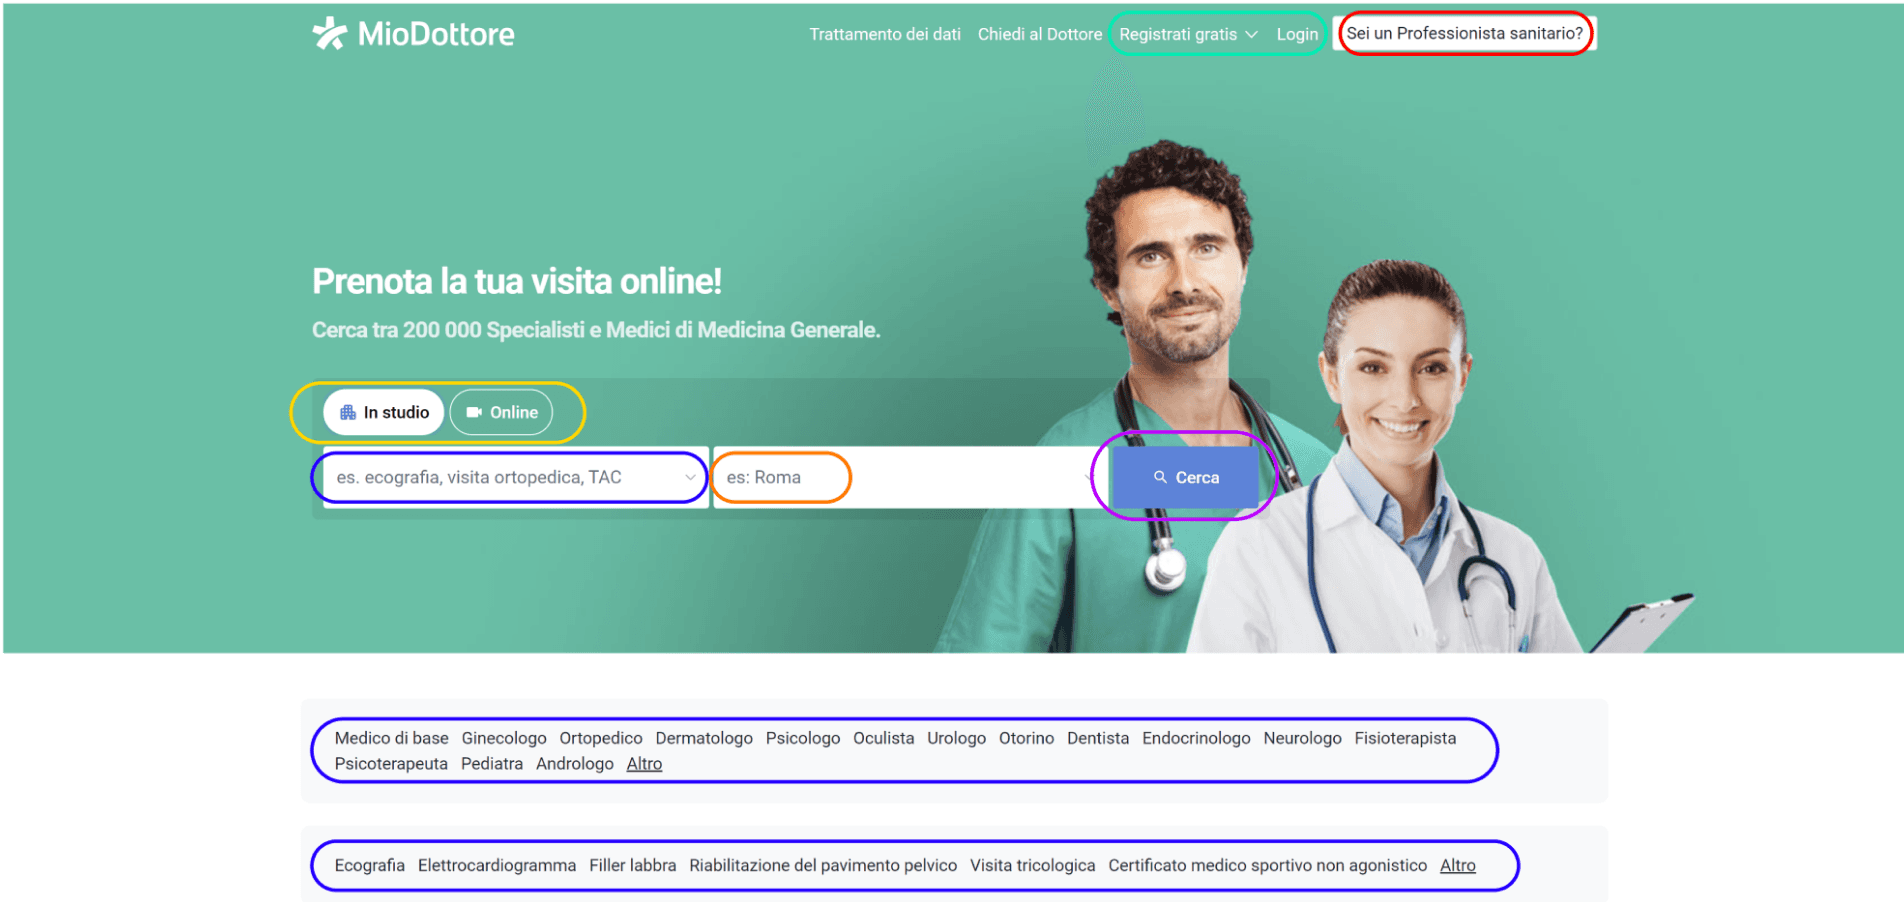 MioDottore
Trattamento dei dati Chiedi al Dottore Registrati gratis Login Sei un Professionista sanitario?
Prenota la tua visita online!
Cerca tra 200 000 Specialisti e Medici di Medicina Generale.
In studio Online
es. ecografia, visita ortopedica, TAC es: Roma Cerca
Medico di base Ginecologo Ortopedico Dermatologo Psicologo Oculista Urologo Otorino Dentista Endocrinologo Neurologo Fisioterapista
Psicoterapeuta Pediatra Andrologo Altro
Ecografia Elettrocardiogramma Filler labbra Riabilitazione del pavimento pelvico Visita tricologica Certificato medico sportivo non agonistico Altro